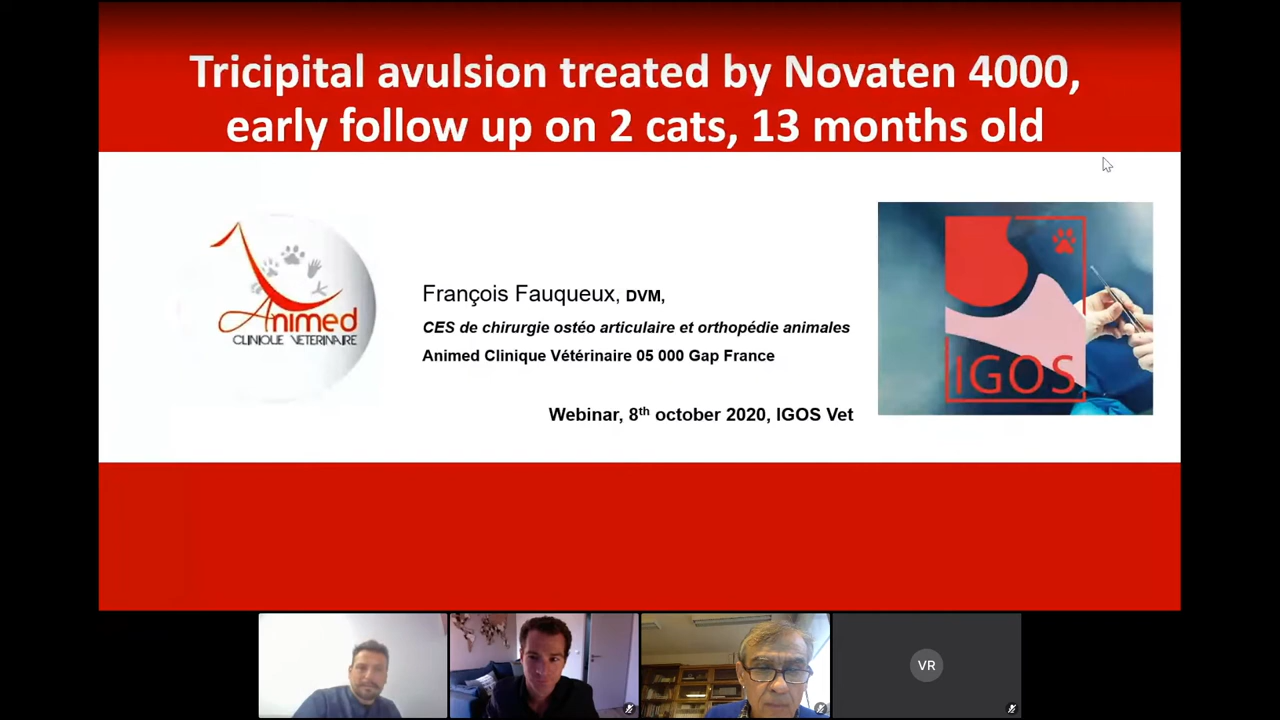 Tricipital avulsion treated by Novaten 4000,
early follow up on 2 cats, 13 months old
Animed
CLINIQUE VETERINAIRE
François Fauqueux, DVM,
CES de chirurgie ostéo articulaire et orthopédie animales
Animed Clinique Vétérinaire 05 000 Gap France
Webinar, 8th october 2020, IGOS Vet
IGOS
VR